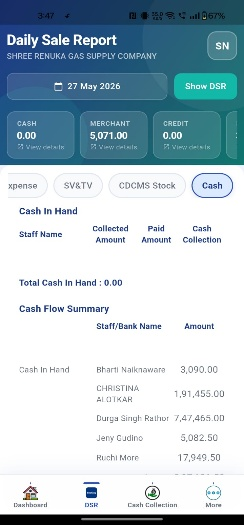 3:47
67%
Daily Sale Report
SHREE RENUKA GAS SUPPLY COMPANY
SN
27 May 2026
Show DSR
CASH
0.00
View details
MERCHANT
5,071.00
View details
CREDIT
0.00
View details
xpense
SV&TV
CDCMS Stock
Cash
Cash In Hand
Staff Name Collected Amount Paid Amount Cash Collection
Total Cash In Hand : 0.00
Cash Flow Summary
Staff/Bank Name Amount
Cash In Hand Bharti Naiknaware 3,090.00
CHRISTINA ALOTKAR 1,91,455.00
Durga Singh Rathor 7,47,465.00
Jeny Gudino 5,082.50
Ruchi More 17,949.50
Dashboard
DSR
Cash Collection
More